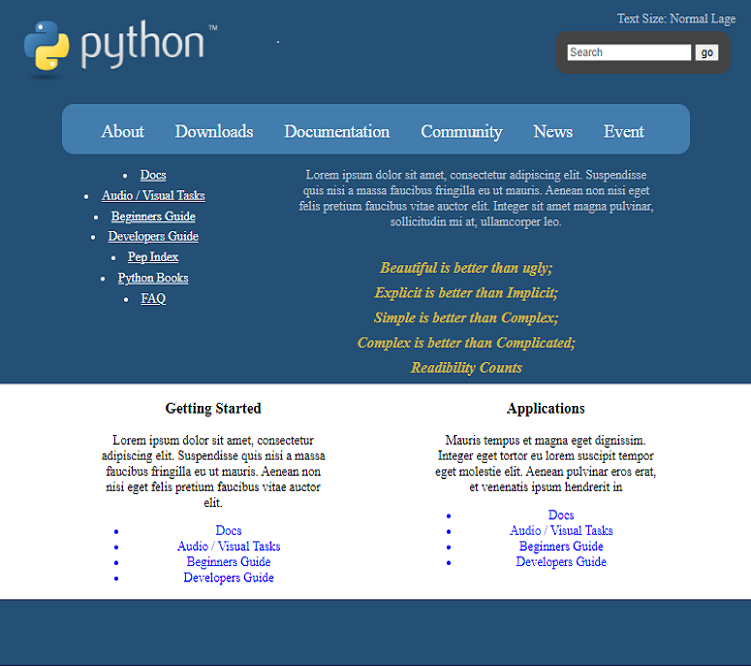 Text Size: Normal Lage
python™
Search go
About Downloads Documentation Community News Event
Docs
Audio / Visual Tasks
Beginners Guide
Developers Guide
Pep Index
Python Books
FAQ
Lorem ipsum dolor sit amet, consectetur adipiscing elit. Suspendisse
quis nisi a massa faucibus fringilla eu ut mauris. Aenean non nisi eget
felis pretium faucibus vitae auctor elit. Integer sit amet magna pulvinar,
sollicitudin mi at, ullamcorper leo.
Beautiful is better than ugly;
Explicit is better than Implicit;
Simple is better than Complex;
Complex is better than Complicated;
Readibility Counts
Getting Started
Lorem ipsum dolor sit amet, consectetur
adipiscing elit. Suspendisse quis nisi a massa
faucibus fringilla eu ut mauris. Aenean non
nisi eget felis pretium faucibus vitae auctor
elit.
Docs
Audio / Visual Tasks
Beginners Guide
Developers Guide
Applications
Mauris tempus et magna eget dignissim.
Integer eget tortor eu lorem suscipit tempor
eget molestie elit. Aenean pulvinar eros erat,
et venenatis ipsum hendrerit in
Docs
Audio / Visual Tasks
Beginners Guide
Developers Guide